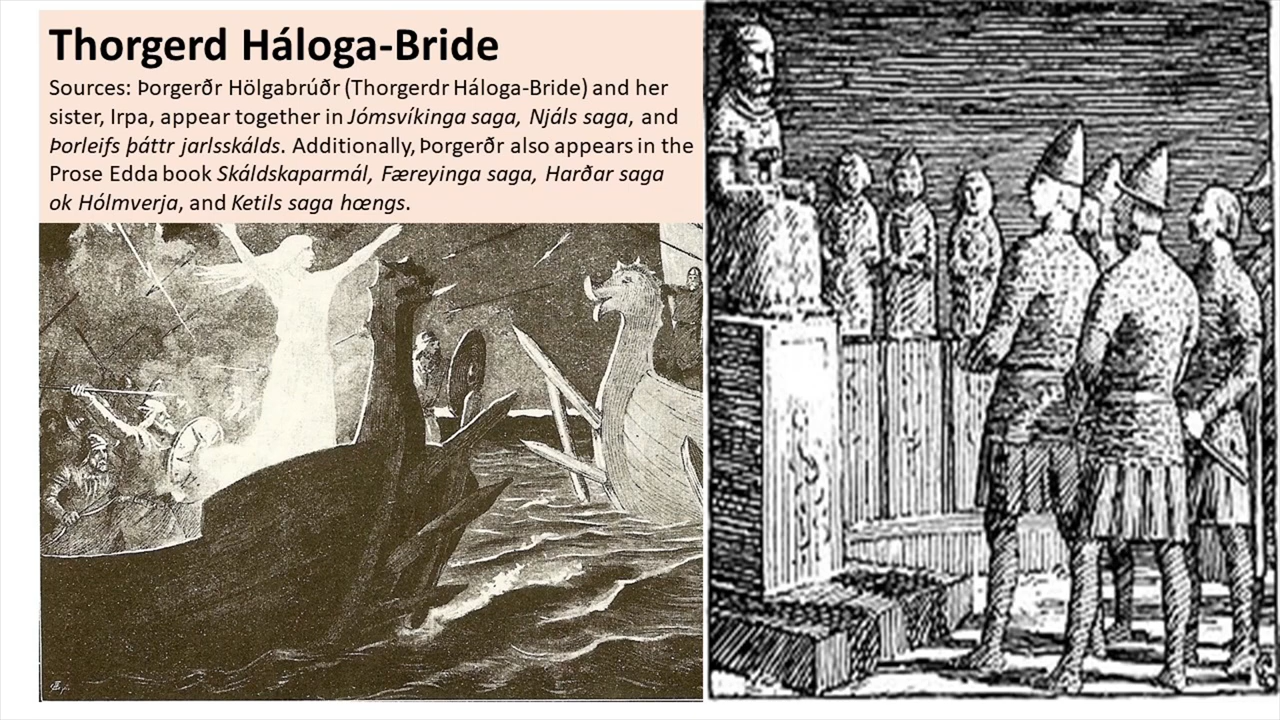 Thorgerd Háloga-Bride
Sources: Þorgerðr Hölgabrúðr (Thorgerdr Háloga-Bride) and her
sister, Irpa, appear together in Jómsvíkinga saga, Njáls saga, and
Þorleifs þáttr jarlsskálds. Additionally, Þorgerðr also appears in the
Prose Edda book Skáldskaparmál, Færeyinga saga, Harðar saga
ok Hólmverja, and Ketils saga hœngs.